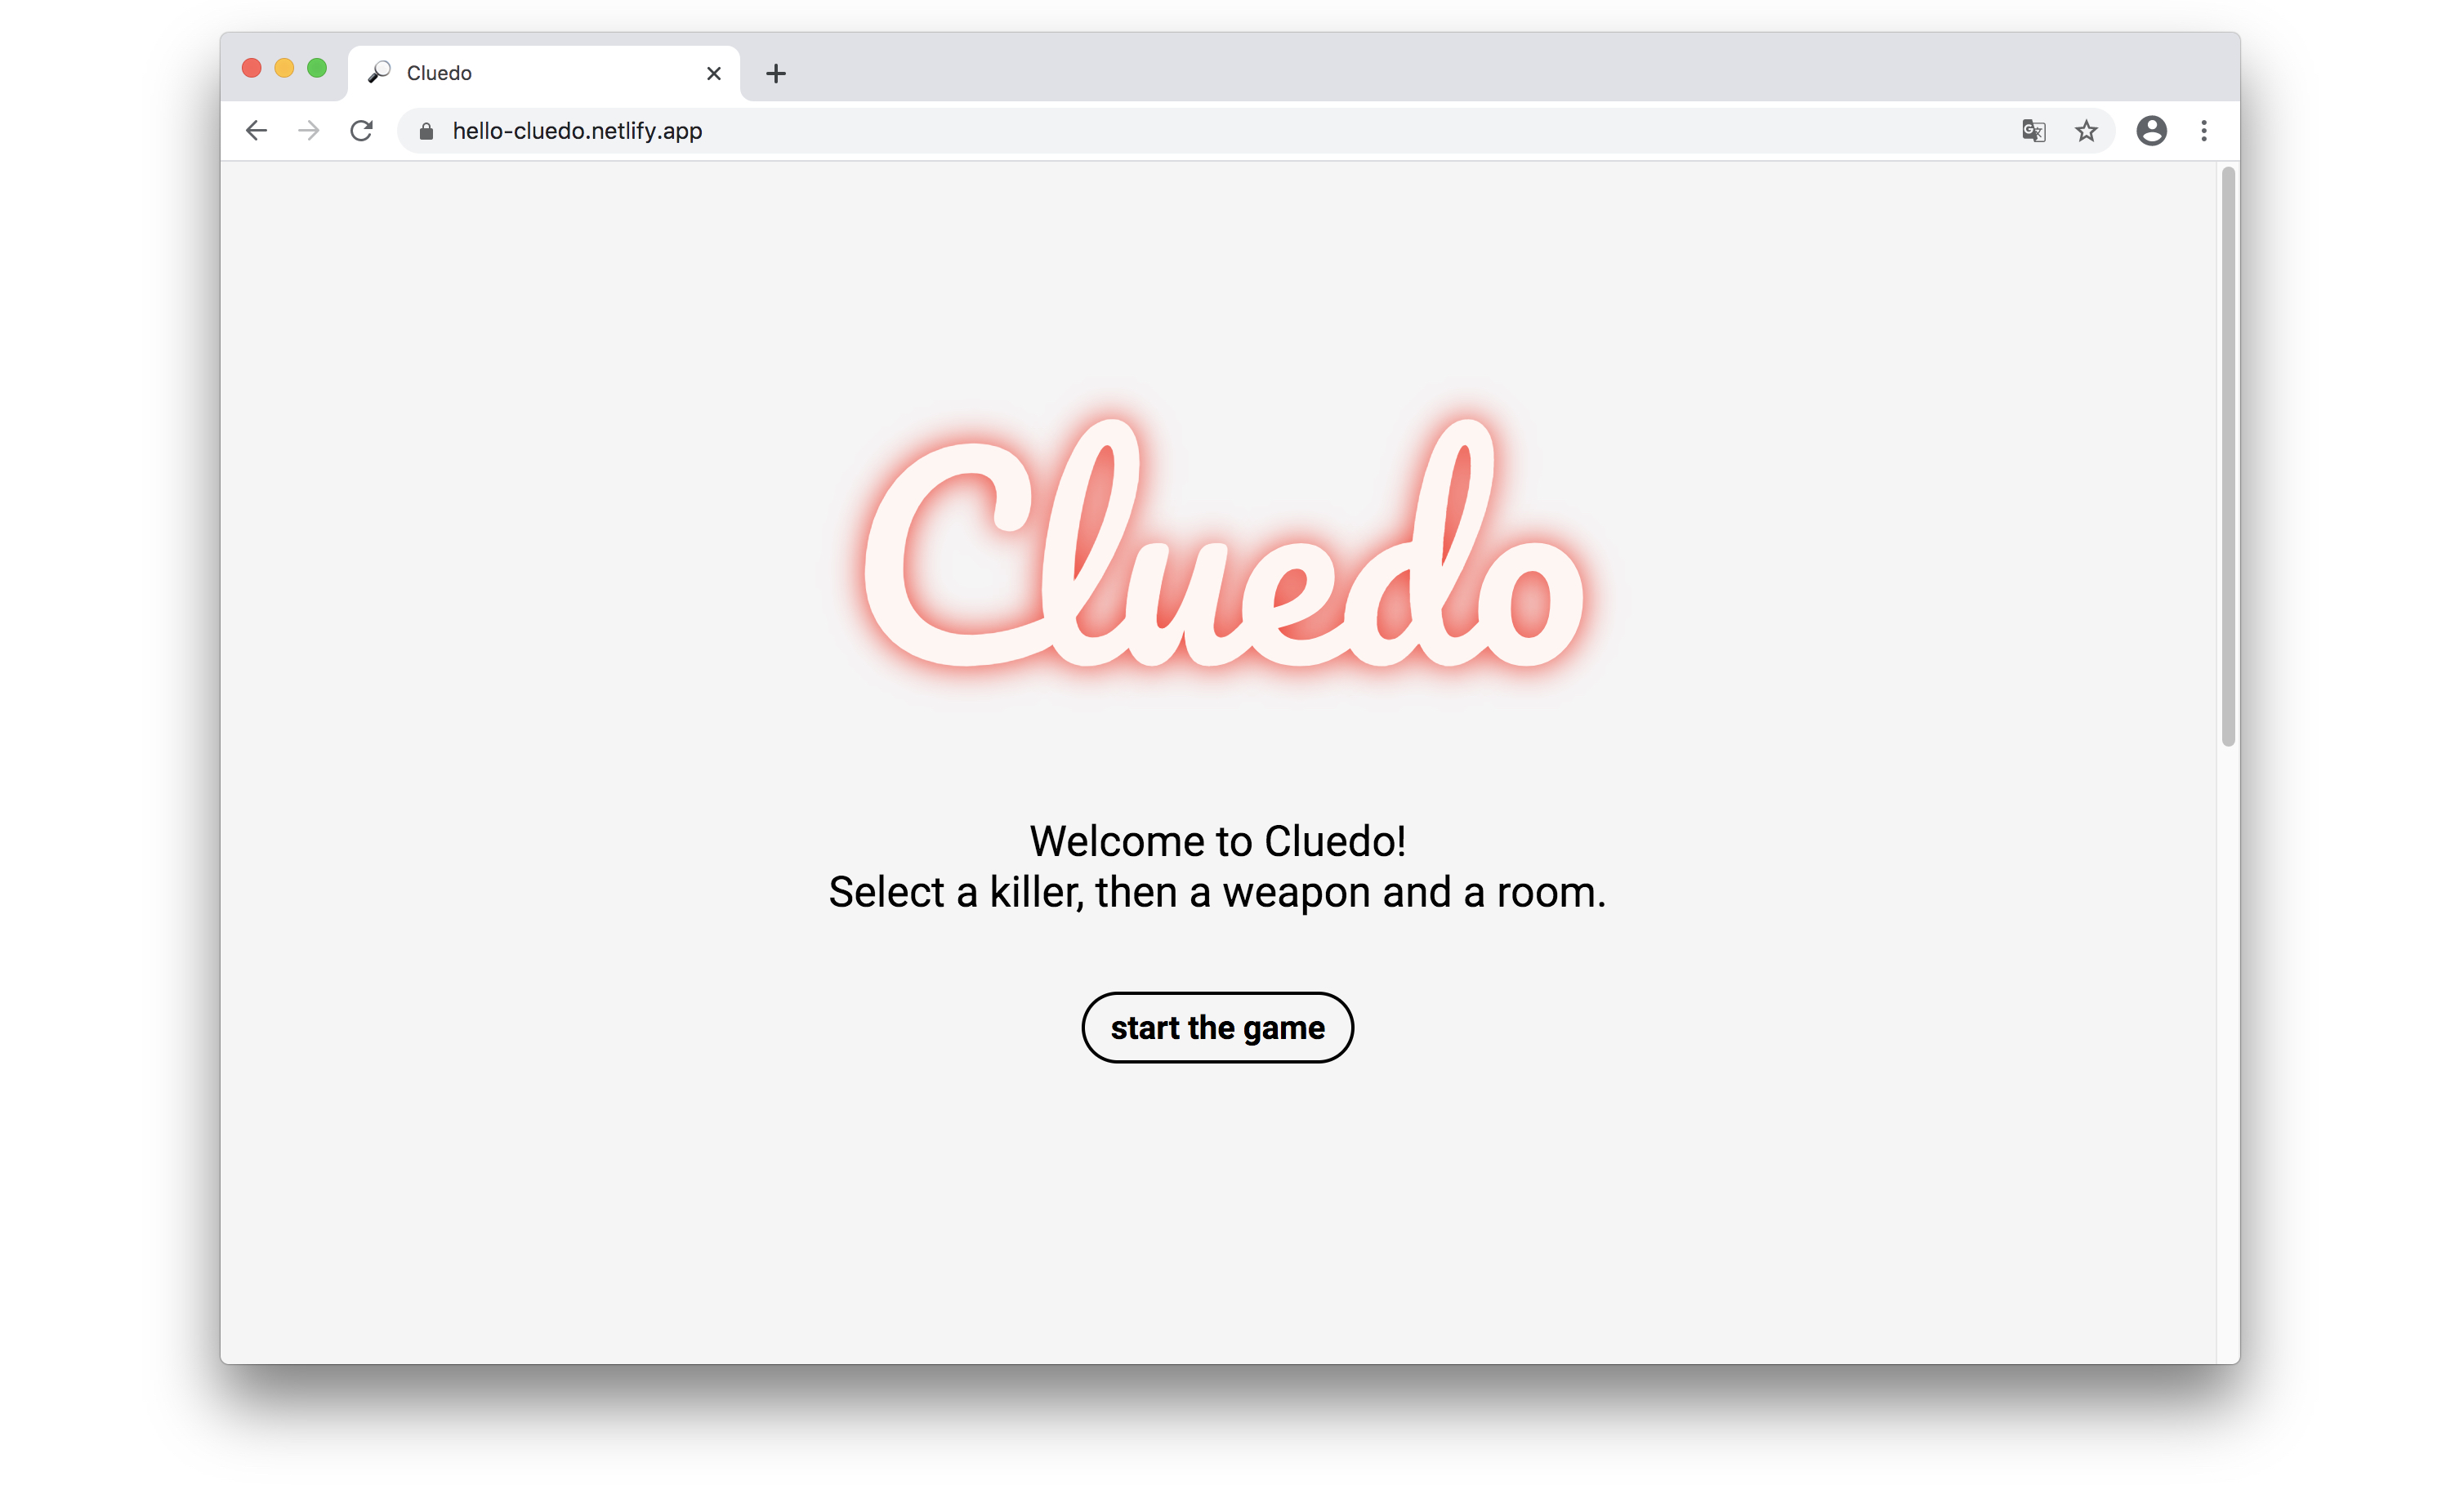 Cluedo
hello-cluedo.netlify.app
Cluedo
Welcome to Cluedo!
Select a killer, then a weapon and a room.
start the game